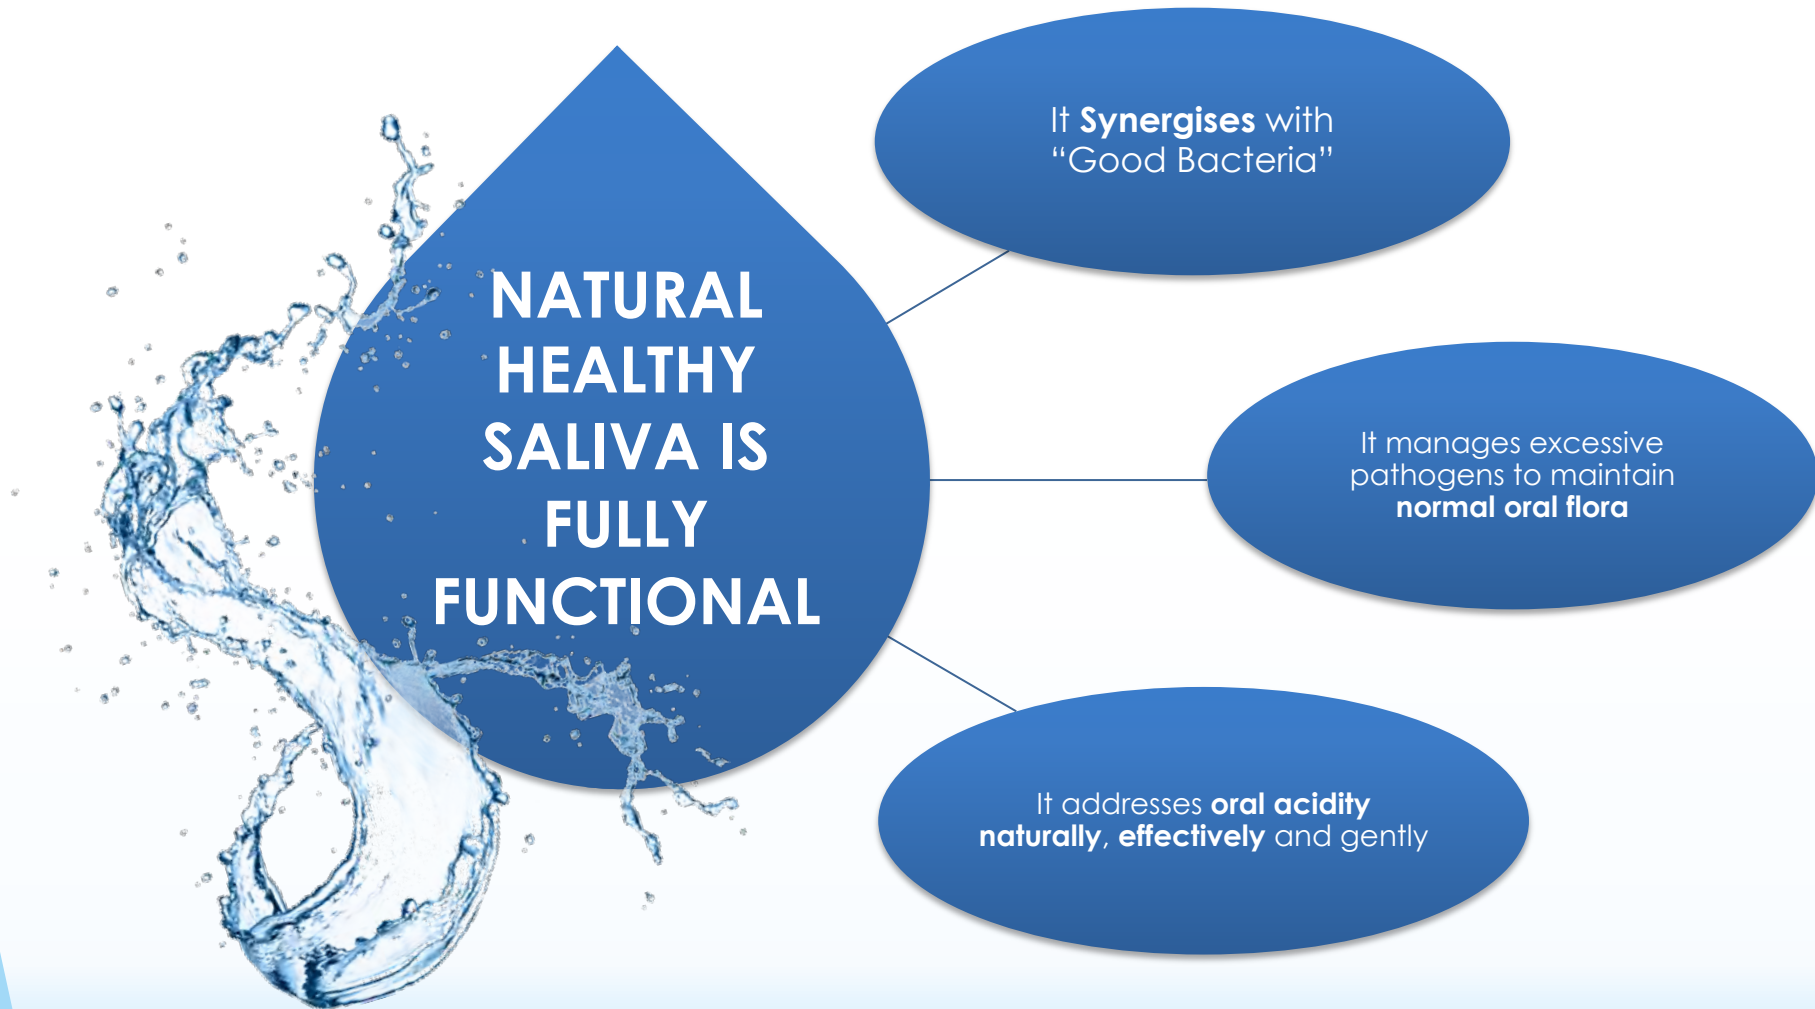 NATURAL
HEALTHY
SALIVA IS
FULLY
FUNCTIONAL
It Synergises with
“Good Bacteria”
It manages excessive
pathogens to maintain
normal oral flora
It addresses oral acidity
naturally, effectively and gently